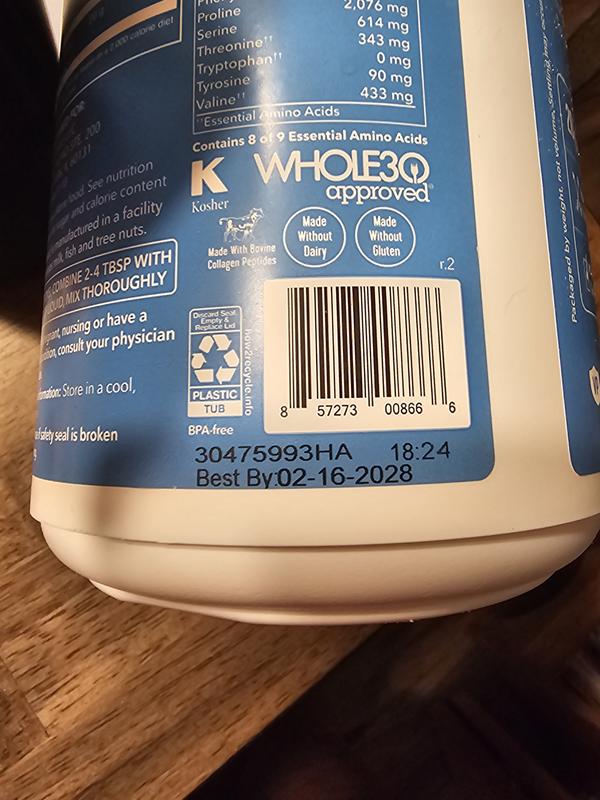 2,076 mg
Proline 614 mg
Serine 343 mg
Threonine†† 0 mg
Tryptophan†† 90 mg
Tyrosine 433 mg
Valine††
††Essential Amino Acids
Contains 8 of 9 Essential Amino Acids
K
Kosher
WHOLE30
approved
Made With Bovine
Collagen Peptides
Made
Without
Dairy
Made
Without
Gluten
r.2
calorie diet
200
food. See nutrition
and calorie content
manufactured in a facility
milk, fish and tree nuts.
COMBINE 2-4 TBSP WITH
MIX THOROUGHLY
nursing or have a
consult your physician
Store in a cool,
if safety seal is broken
Discard Seal,
Empty &
Replace Lid
PLASTIC
TUB
how2recycle.info
BPA-free
8 57273 00866 6
30475993HA 18:24
Best By:02-16-2028
Packaged by weight, not volume. Settling may occur